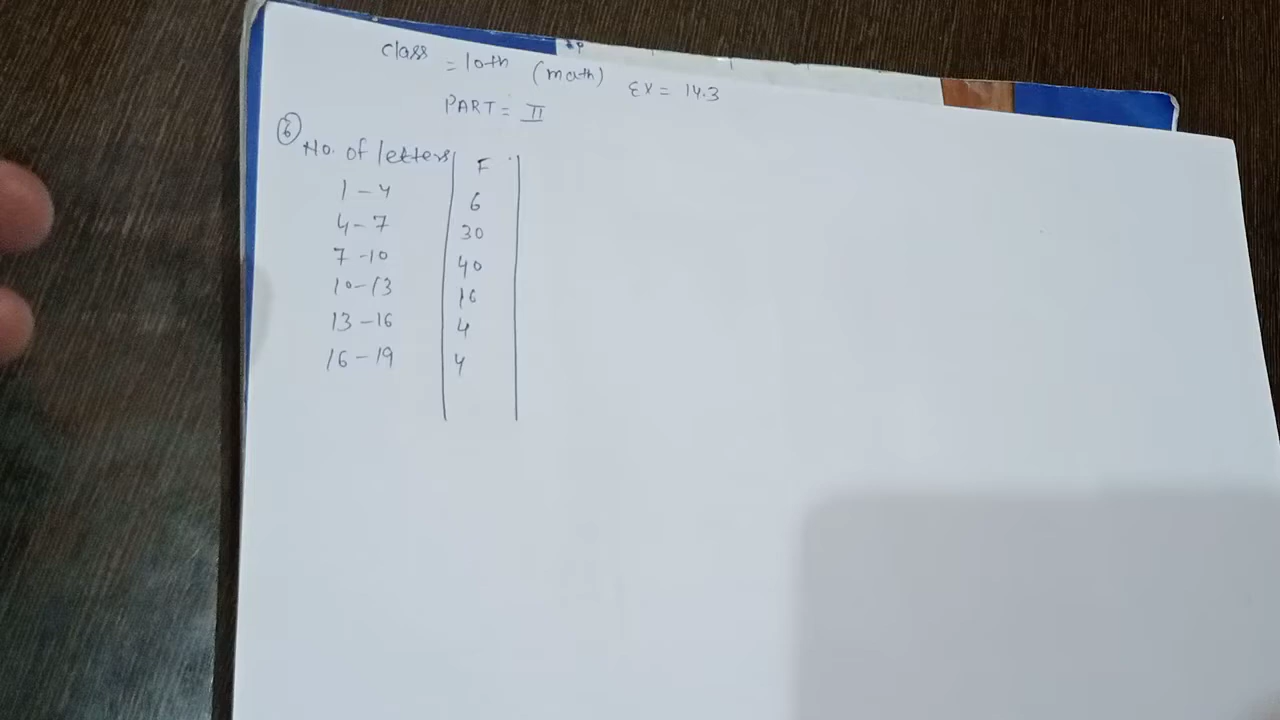 class = 10th (math) Ex = 14.3
PART = II
6 No. of letters F
1-4 6
4-7 30
7-10 40
10-13 16
13-16 4
16-19 4